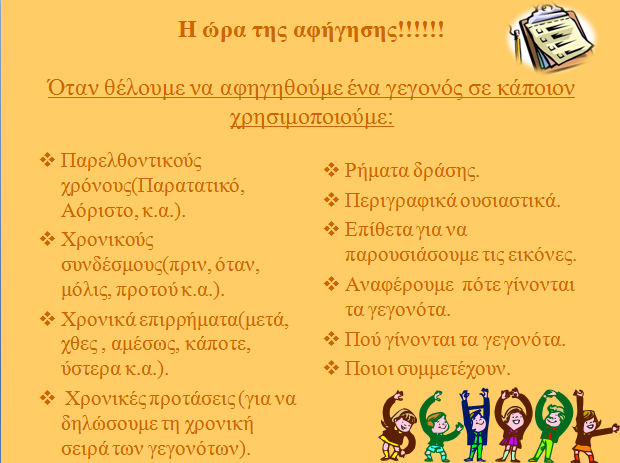 Η ώρα της αφήγησης!!!!!!
Όταν θέλουμε να αφηγηθούμε ένα γεγονός σε κάποιον
χρησιμοποιούμε:
❖ Παρελθοντικούς
χρόνους(Παρατατικό,
Αόριστο, κ.α.).
❖ Χρονικούς
συνδέσμους(πριν, όταν,
μόλις, προτού κ.α.).
❖ Χρονικά επιρρήματα(μετά,
χθες , αμέσως, κάποτε,
ύστερα κ.α.).
❖ Χρονικές προτάσεις (για να
δηλώσουμε τη χρονική
σειρά των γεγονότων).
❖ Ρήματα δράσης.
❖ Περιγραφικά ουσιαστικά.
❖ Επίθετα για να
παρουσιάσουμε τις εικόνες.
❖ Αναφέρουμε πότε γίνονται
τα γεγονότα.
❖ Πού γίνονται τα γεγονότα.
❖ Ποιοι συμμετέχουν.
SCHOOL